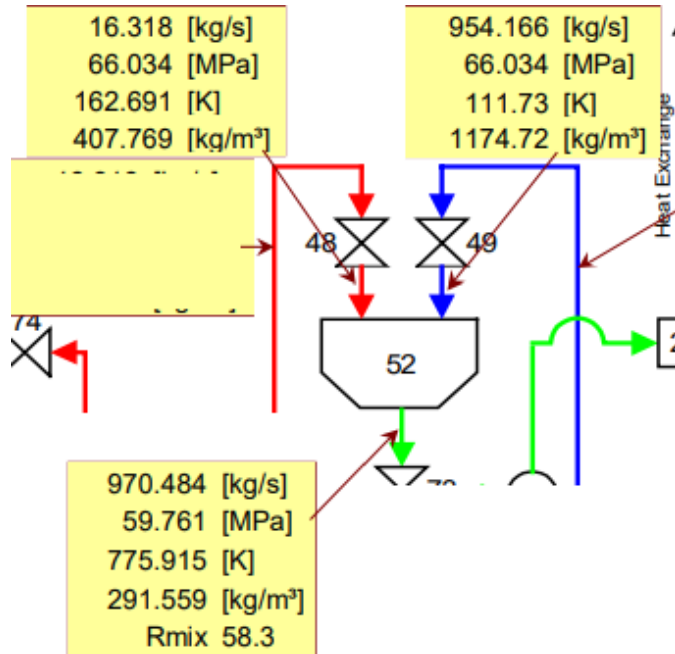 16.318 [kg/s]
66.034 [MPa]
162.691 [K]
407.769 [kg/m³]
954.166 [kg/s]
66.034 [MPa]
111.73 [K]
1174.72 [kg/m³]
Heat Exchange
48
49
74
52
2
970.484 [kg/s]
59.761 [MPa]
775.915 [K]
291.559 [kg/m³]
Rmix 58.3